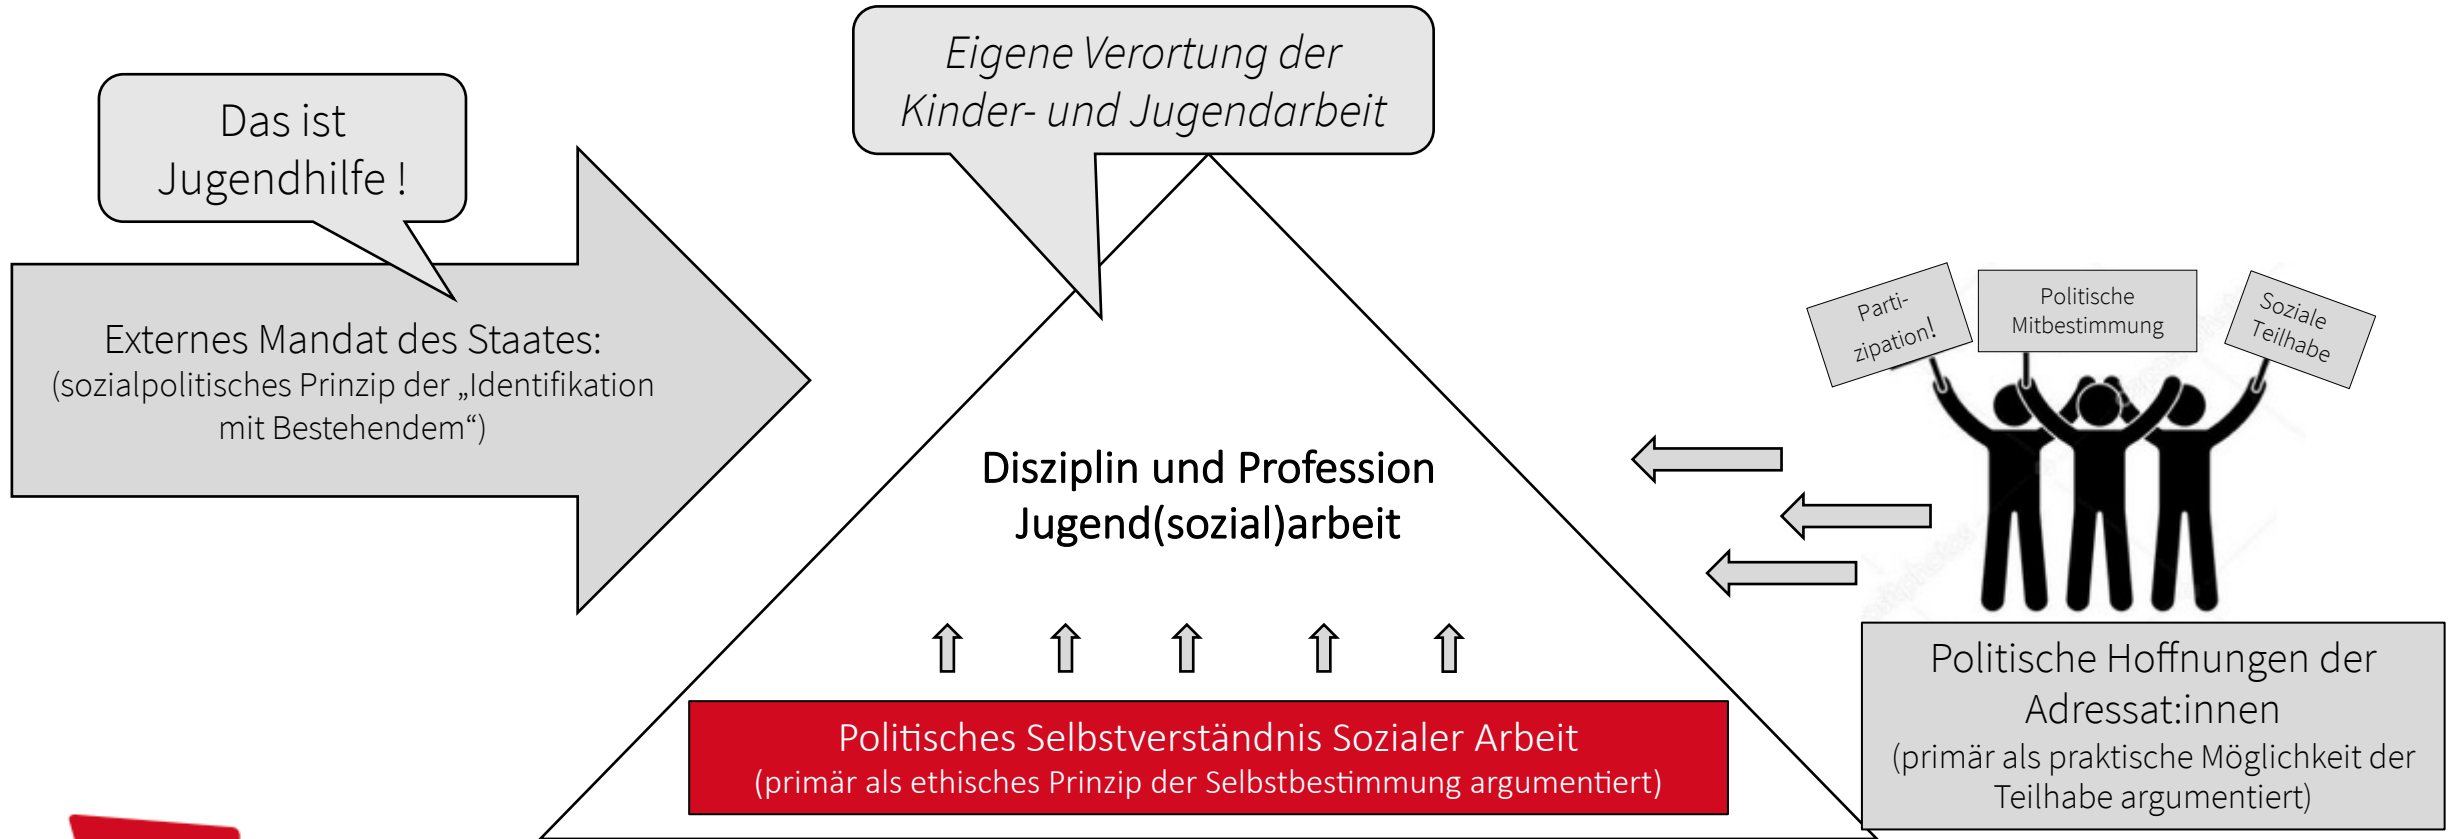 Das ist
Jugendhilfe !
Eigene Verortung der
Kinder- und Jugendarbeit
Externes Mandat des Staates:
(sozialpolitisches Prinzip der „Identifikation
mit Bestehendem“)
Disziplin und Profession
Jugend(sozial)arbeit
Parti-
zipation!
Politische
Mitbestimmung
Soziale
Teilhabe
Politisches Selbstverständnis Sozialer Arbeit
(primär als ethisches Prinzip der Selbstbestimmung argumentiert)
Politische Hoffnungen der
Adressat:innen
(primär als praktische Möglichkeit der
Teilhabe argumentiert)